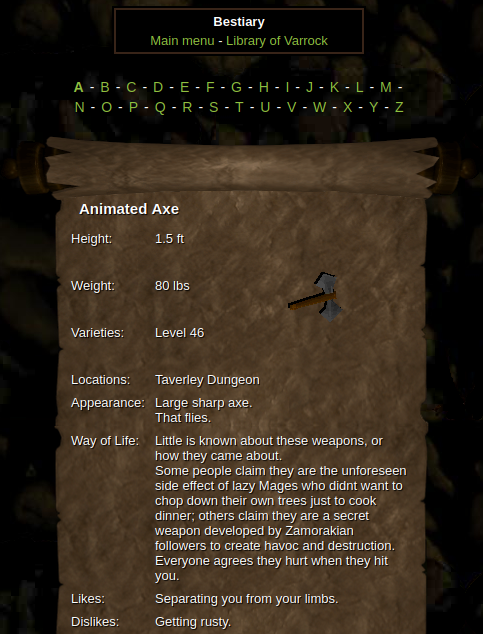 Bestiary
Main menu - Library of Varrock
A - B - C - D - E - F - G - H - I - J - K - L - M -
N - O - P - Q - R - S - T - U - V - W - X - Y - Z
Animated Axe
Height: 1.5 ft
Weight: 80 lbs
Varieties: Level 46
Locations: Taverley Dungeon
Appearance: Large sharp axe.
That flies.
Way of Life: Little is known about these weapons, or
how they came about.
Some people claim they are the unforeseen
side effect of lazy Mages who didnt want to
chop down their own trees just to cook
dinner; others claim they are a secret
weapon developed by Zamorakian
followers to create havoc and destruction.
Everyone agrees they hurt when they hit
you.
Likes: Separating you from your limbs.
Dislikes: Getting rusty.